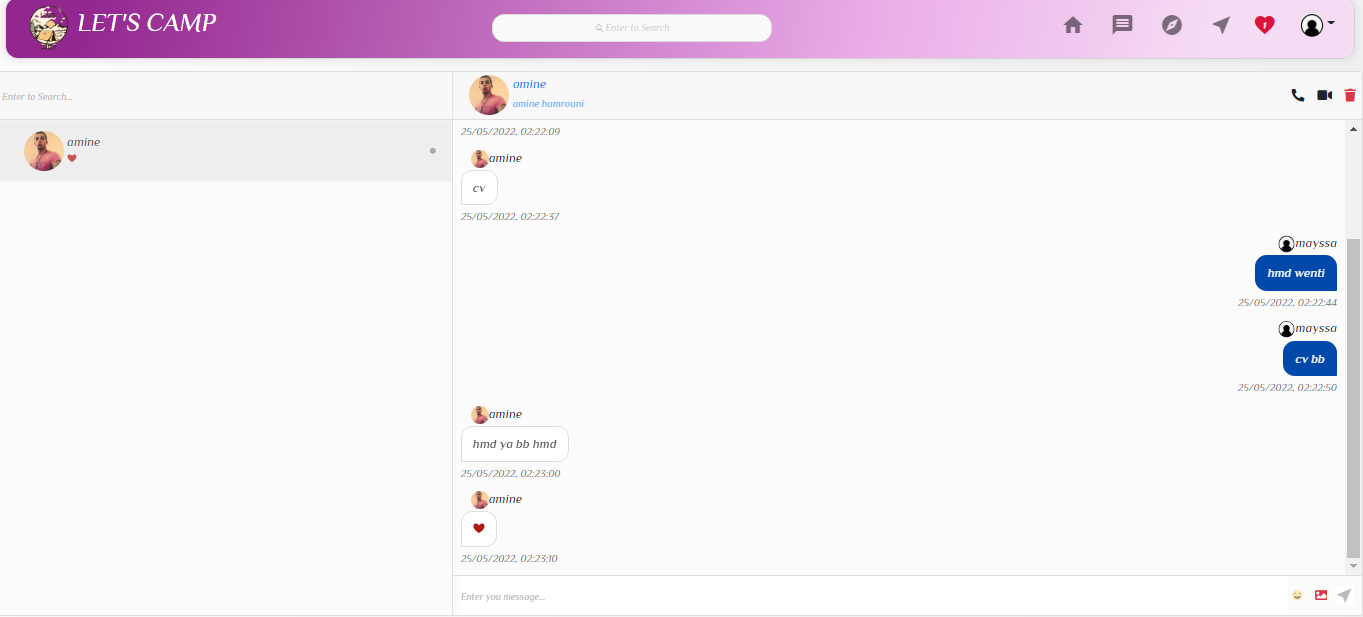 LET'S CAMP
Enter to Search
1
Enter to Search...
amine
amine
amine hamrouni
25/05/2022, 02:22:09
amine
cv
25/05/2022, 02:22:37
mayssa
hmd wenti
25/05/2022, 02:22:44
mayssa
cv bb
25/05/2022, 02:22:50
amine
hmd ya bb hmd
25/05/2022, 02:23:00
amine
25/05/2022, 02:23:10
Enter you message...